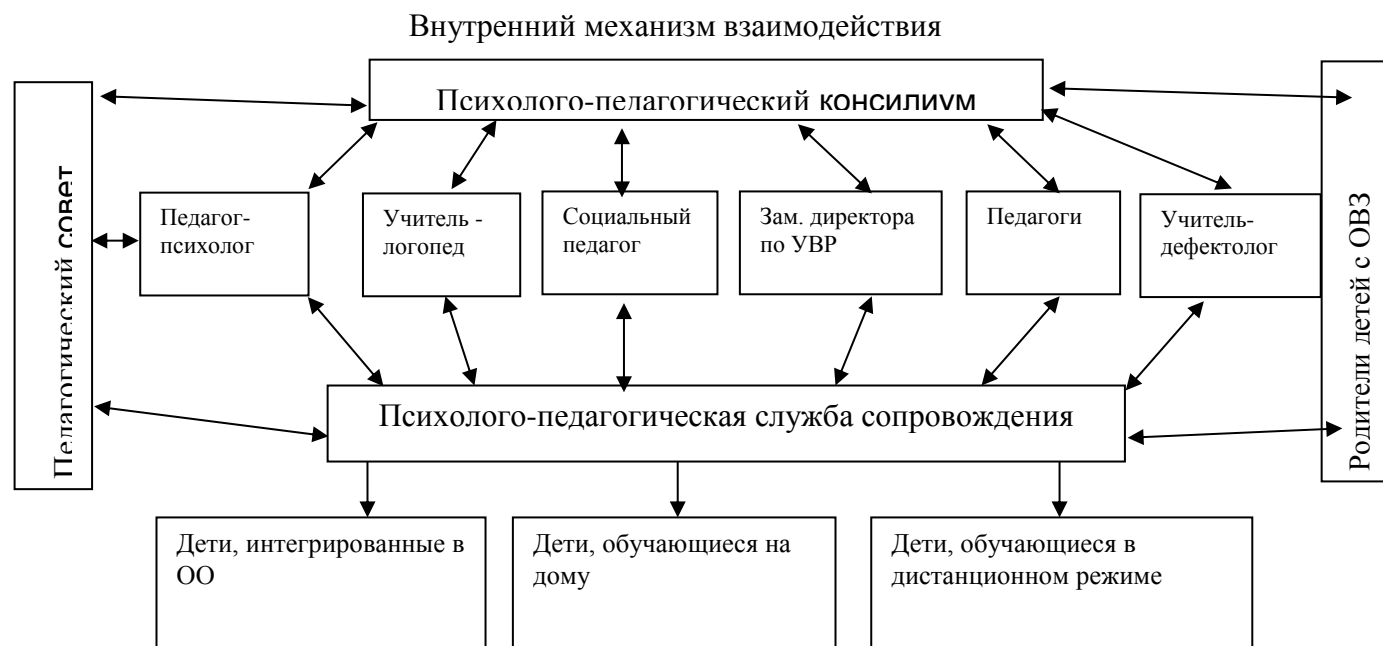 Внутренний механизм взаимодействия
Психолого-педагогический консилиум
Педагогический совет
Родители детей с ОВЗ
Педагог-
психолог
Учитель -
логопед
Социальный
педагог
Зам. директора
по УВР
Педагоги
Учитель-
дефектолог
Психолого-педагогическая служба сопровождения
Дети, интегрированные в
ОО
Дети, обучающиеся на
дому
Дети, обучающиеся в
дистанционном режиме